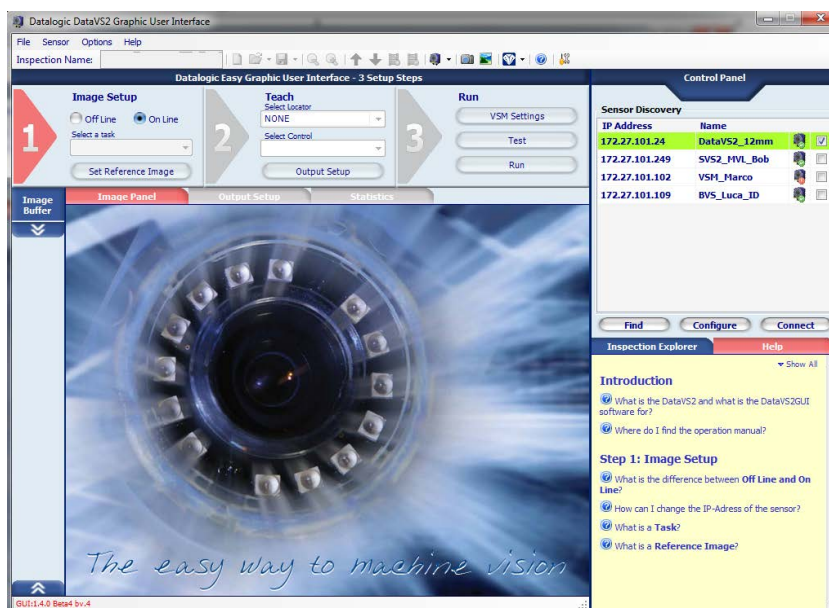 Datalogic DataVS2 Graphic User Interface
File Sensor Options Help
Inspection Name:
Datalogic Easy Graphic User Interface - 3 Setup Steps
1
Image Setup
Off Line On Line
Select a task
Set Reference Image
2
Teach
Select Locator
NONE
Select Control
Output Setup
3
Run
VSM Settings
Test
Run
Image Buffer
Image Panel Output Setup Statistics
The easy way to machine vision
GUI:1.4.0 Beta4 bv.4
Control Panel
Sensor Discovery
IP Address Name
172.27.101.24 DataVS2_12mm
172.27.101.249 SVS2_MVL_Bob
172.27.101.102 VSM_Marco
172.27.101.109 BVS_Luca_ID
Find Configure Connect
Inspection Explorer Help
Show All
Introduction
What is the DataVS2 and what is the DataVS2GUI
software for?
Where do I find the operation manual?
Step 1: Image Setup
What is the difference between Off Line and On
Line?
How can I change the IP-Adress of the sensor?
What is a Task?
What is a Reference Image?